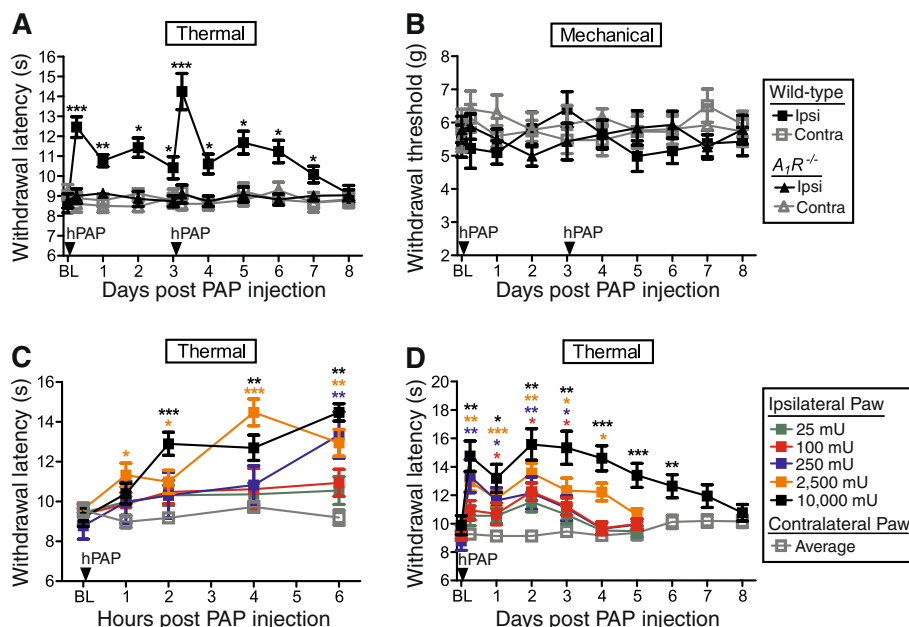 A
Thermal
Withdrawal latency (s)
16
15
14
13
12
11
10
9
8
7
6
***
**
*
*
***
*
*
*
*
hPAP
hPAP
BL 1 2 3 4 5 6 7 8
Days post PAP injection
B
Mechanical
Withdrawal threshold (g)
8
7
6
5
4
3
2
hPAP
hPAP
BL 1 2 3 4 5 6 7 8
Days post PAP injection
Wild-type
Ipsi
Contra
A1R-/-
Ipsi
Contra
C
Thermal
Withdrawal latency (s)
16
14
12
10
8
6
*
***
*
**
***
**
**
**
hPAP
BL 1 2 3 4 5 6
Hours post PAP injection
D
Thermal
Withdrawal latency (s)
20
18
16
14
12
10
8
6
**
**
**
*
***
*
*
**
**
**
*
**
*
*
*
***
*
***
**
hPAP
BL 1 2 3 4 5 6 7 8
Days post PAP injection
Ipsilateral Paw
25 mU
100 mU
250 mU
2,500 mU
10,000 mU
Contralateral Paw
Average